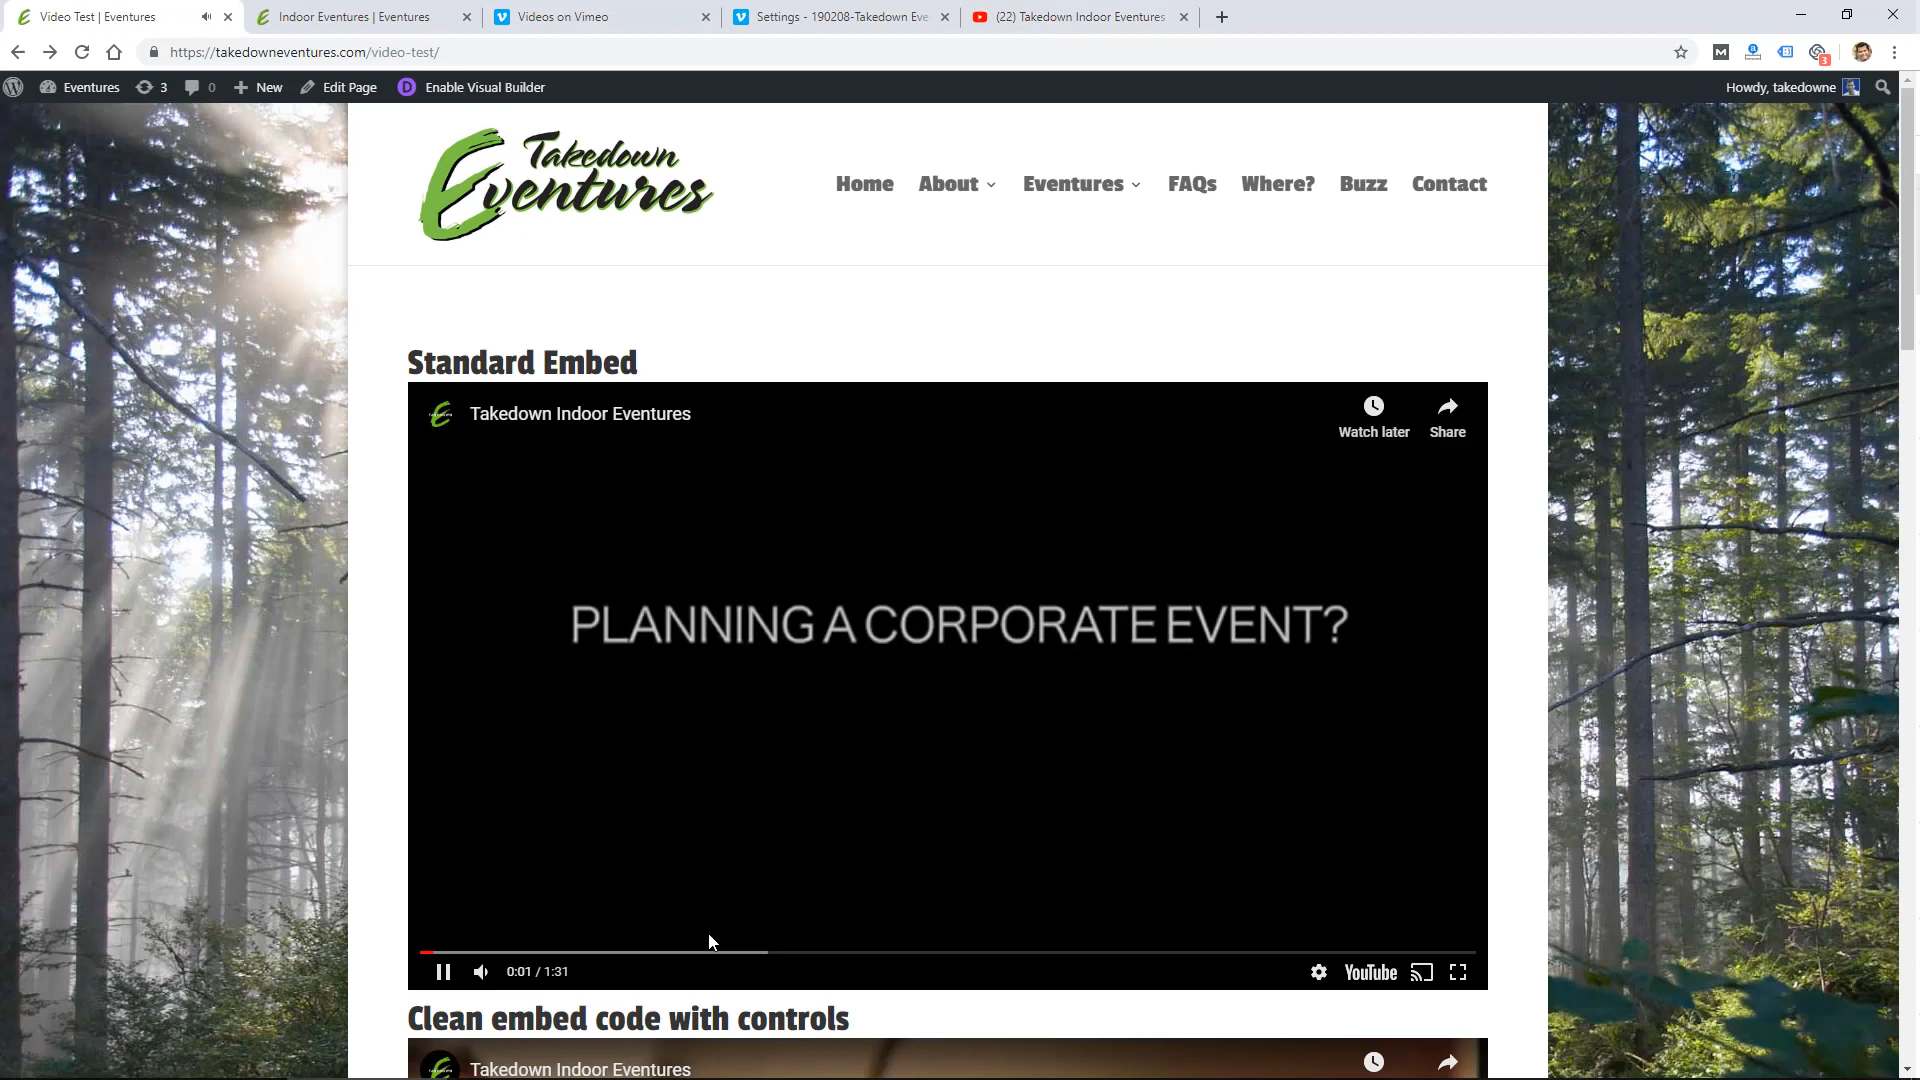 Video Test | Eventures
Indoor Eventures | Eventures
Videos on Vimeo
Settings - 190208-Takedown Eve
(22) Takedown Indoor Eventures
https://takedowneventures.com/video-test/
M
3
Eventures
3
0
New
Edit Page
D
Enable Visual Builder
Howdy, takedowne
Takedown
Eventures
Home
About
Eventures
FAQs
Where?
Buzz
Contact
Standard Embed
Takedown Indoor Eventures
Watch later
Share
PLANNING A CORPORATE EVENT?
0:01 / 1:31
YouTube
Clean embed code with controls
Takedown Indoor Eventures